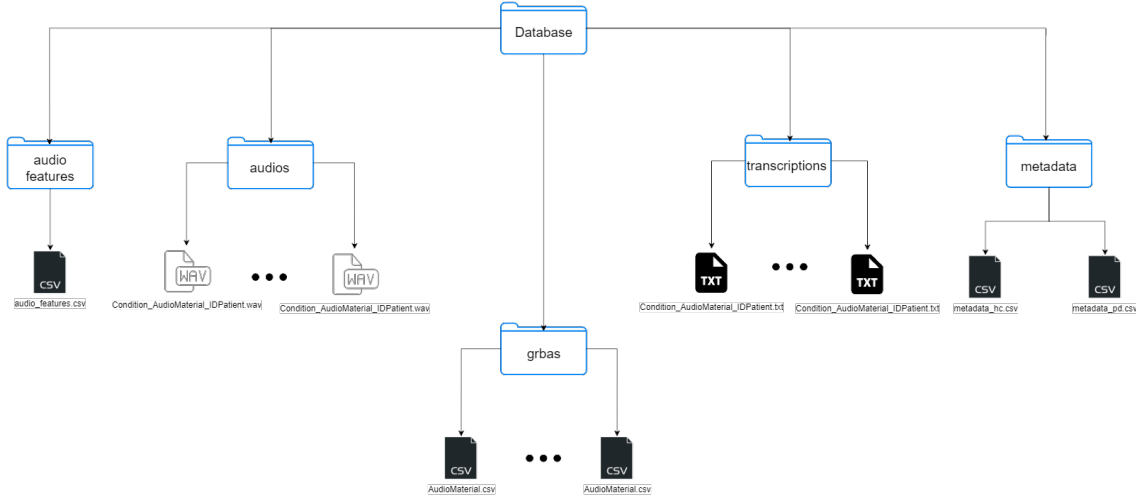 Database
audio
features
audios
transcriptions
metadata
CSV
audio_features.csv
WAV
Condition_AudioMaterial_IDPatient.wav
WAV
Condition_AudioMaterial_IDPatient.wav
TXT
Condition_AudioMaterial_IDPatient.txt
TXT
Condition_AudioMaterial_IDPatient.txt
CSV
metadata_hc.csv
CSV
metadata_pd.csv
grbas
CSV
AudioMaterial.csv
CSV
AudioMaterial.csv